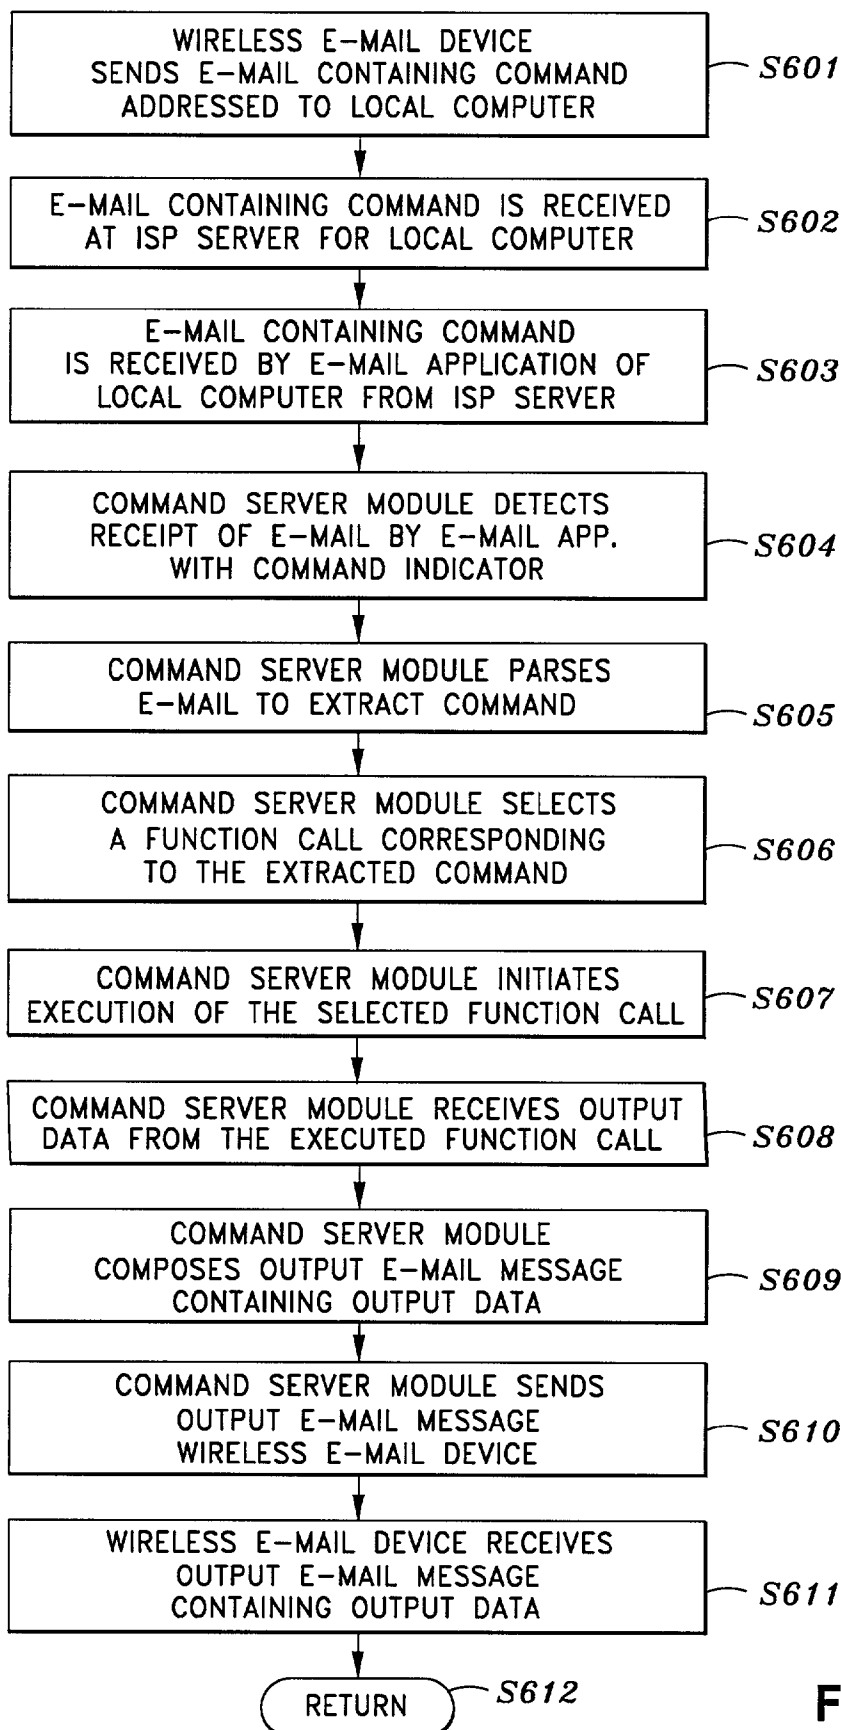 WIRELESS E-MAIL DEVICE
SENDS E-MAIL CONTAINING COMMAND
ADDRESSED TO LOCAL COMPUTER
S601
E-MAIL CONTAINING COMMAND IS RECEIVED
AT ISP SERVER FOR LOCAL COMPUTER
S602
E-MAIL CONTAINING COMMAND
IS RECEIVED BY E-MAIL APPLICATION OF
LOCAL COMPUTER FROM ISP SERVER
S603
COMMAND SERVER MODULE DETECTS
RECEIPT OF E-MAIL BY E-MAIL APP.
WITH COMMAND INDICATOR
S604
COMMAND SERVER MODULE PARSES
E-MAIL TO EXTRACT COMMAND
S605
COMMAND SERVER MODULE SELECTS
A FUNCTION CALL CORRESPONDING
TO THE EXTRACTED COMMAND
S606
COMMAND SERVER MODULE INITIATES
EXECUTION OF THE SELECTED FUNCTION CALL
S607
COMMAND SERVER MODULE RECEIVES OUTPUT
DATA FROM THE EXECUTED FUNCTION CALL
S608
COMMAND SERVER MODULE
COMPOSES OUTPUT E-MAIL MESSAGE
CONTAINING OUTPUT DATA
S609
COMMAND SERVER MODULE SENDS
OUTPUT E-MAIL MESSAGE
WIRELESS E-MAIL DEVICE
S610
WIRELESS E-MAIL DEVICE RECEIVES
OUTPUT E-MAIL MESSAGE
CONTAINING OUTPUT DATA
S611
RETURN
S612
F